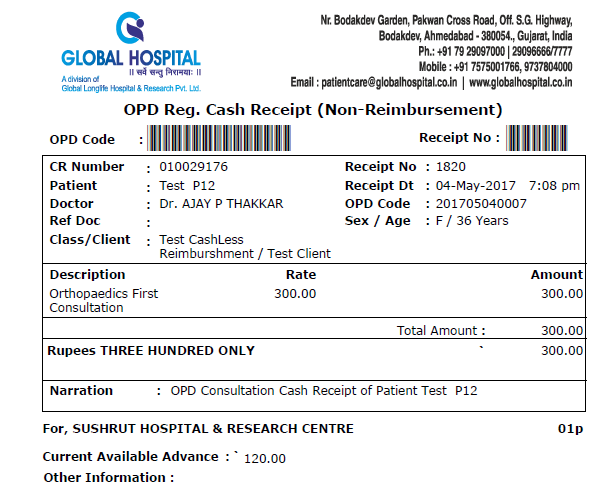 Nr. Bodakdev Garden, Pakwan Cross Road, Off. S.G. Highway,
Bodakdev, Ahmedabad - 380054., Gujarat, India
Ph.: +91 79 29097000 | 29096666/7777
Mobile : +91 7575001766, 9737804000
Email : patientcare@globalhospital.co.in | www.globalhospital.co.in
GLOBAL HOSPITAL
॥ सर्वे सन्तु निरामयाः ॥
A division of
Global Longlife Hospital & Research Pvt. Ltd.
OPD Reg. Cash Receipt (Non-Reimbursement)
OPD Code : Receipt No :
CR Number : 010029176 Receipt No : 1820
Patient : Test P12 Receipt Dt : 04-May-2017 7:08 pm
Doctor : Dr. AJAY P THAKKAR OPD Code : 201705040007
Ref Doc : Sex / Age : F / 36 Years
Class/Client : Test CashLess
Reimburshment / Test Client
Description Rate Amount
Orthopaedics First 300.00 300.00
Consultation
Total Amount : 300.00
Rupees THREE HUNDRED ONLY ` 300.00
Narration : OPD Consultation Cash Receipt of Patient Test P12
For, SUSHRUT HOSPITAL & RESEARCH CENTRE 01p
Current Available Advance : ` 120.00
Other Information :